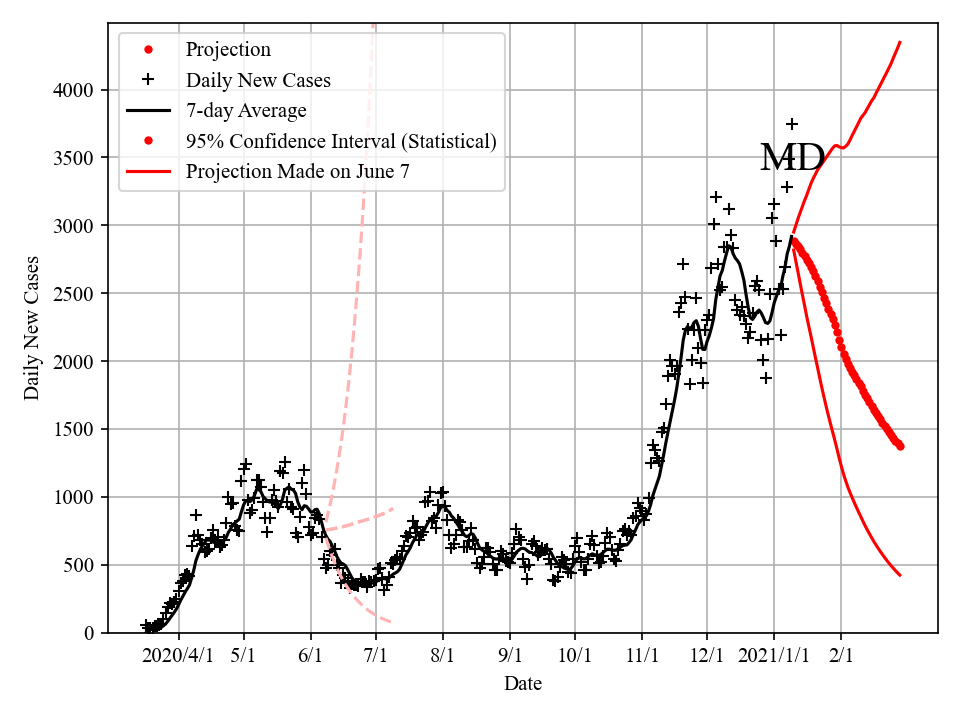 Projection
Daily New Cases
7-day Average
95% Confidence Interval (Statistical)
Projection Made on June 7
MD
Daily New Cases
4000
3500
3000
2500
2000
1500
1000
500
0
2020/4/1 5/1 6/1 7/1 8/1 9/1 10/1 11/1 12/1 2021/1/1 2/1
Date